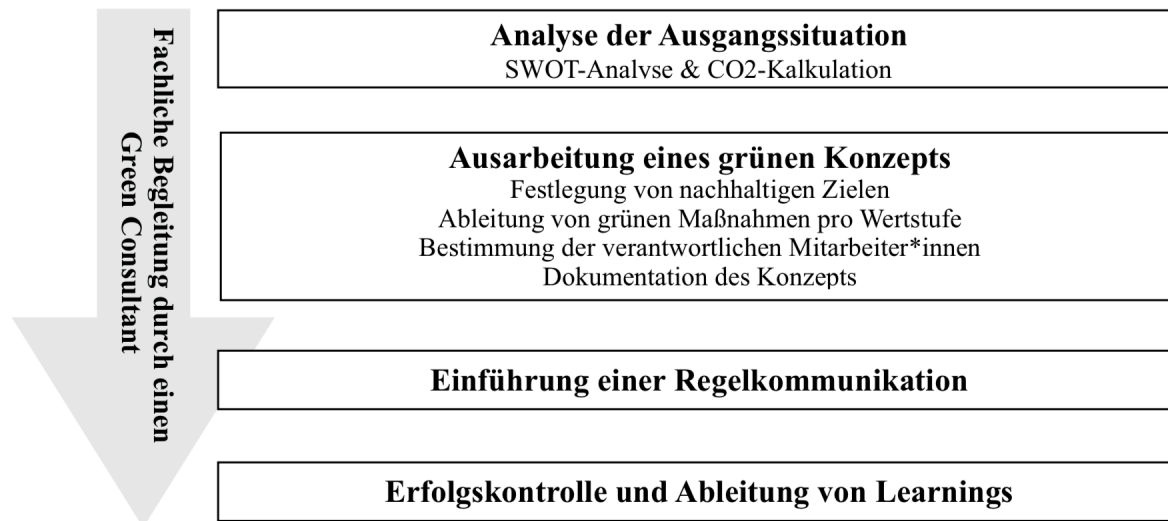 Fachliche Begleitung durch einen
Green Consultant
Analyse der Ausgangssituation
SWOT-Analyse & CO2-Kalkulation
Ausarbeitung eines grünen Konzepts
Festlegung von nachhaltigen Zielen
Ableitung von grünen Maßnahmen pro Wertstufe
Bestimmung der verantwortlichen Mitarbeiter*innen
Dokumentation des Konzepts
Einführung einer Regelkommunikation
Erfolgskontrolle und Ableitung von Learnings